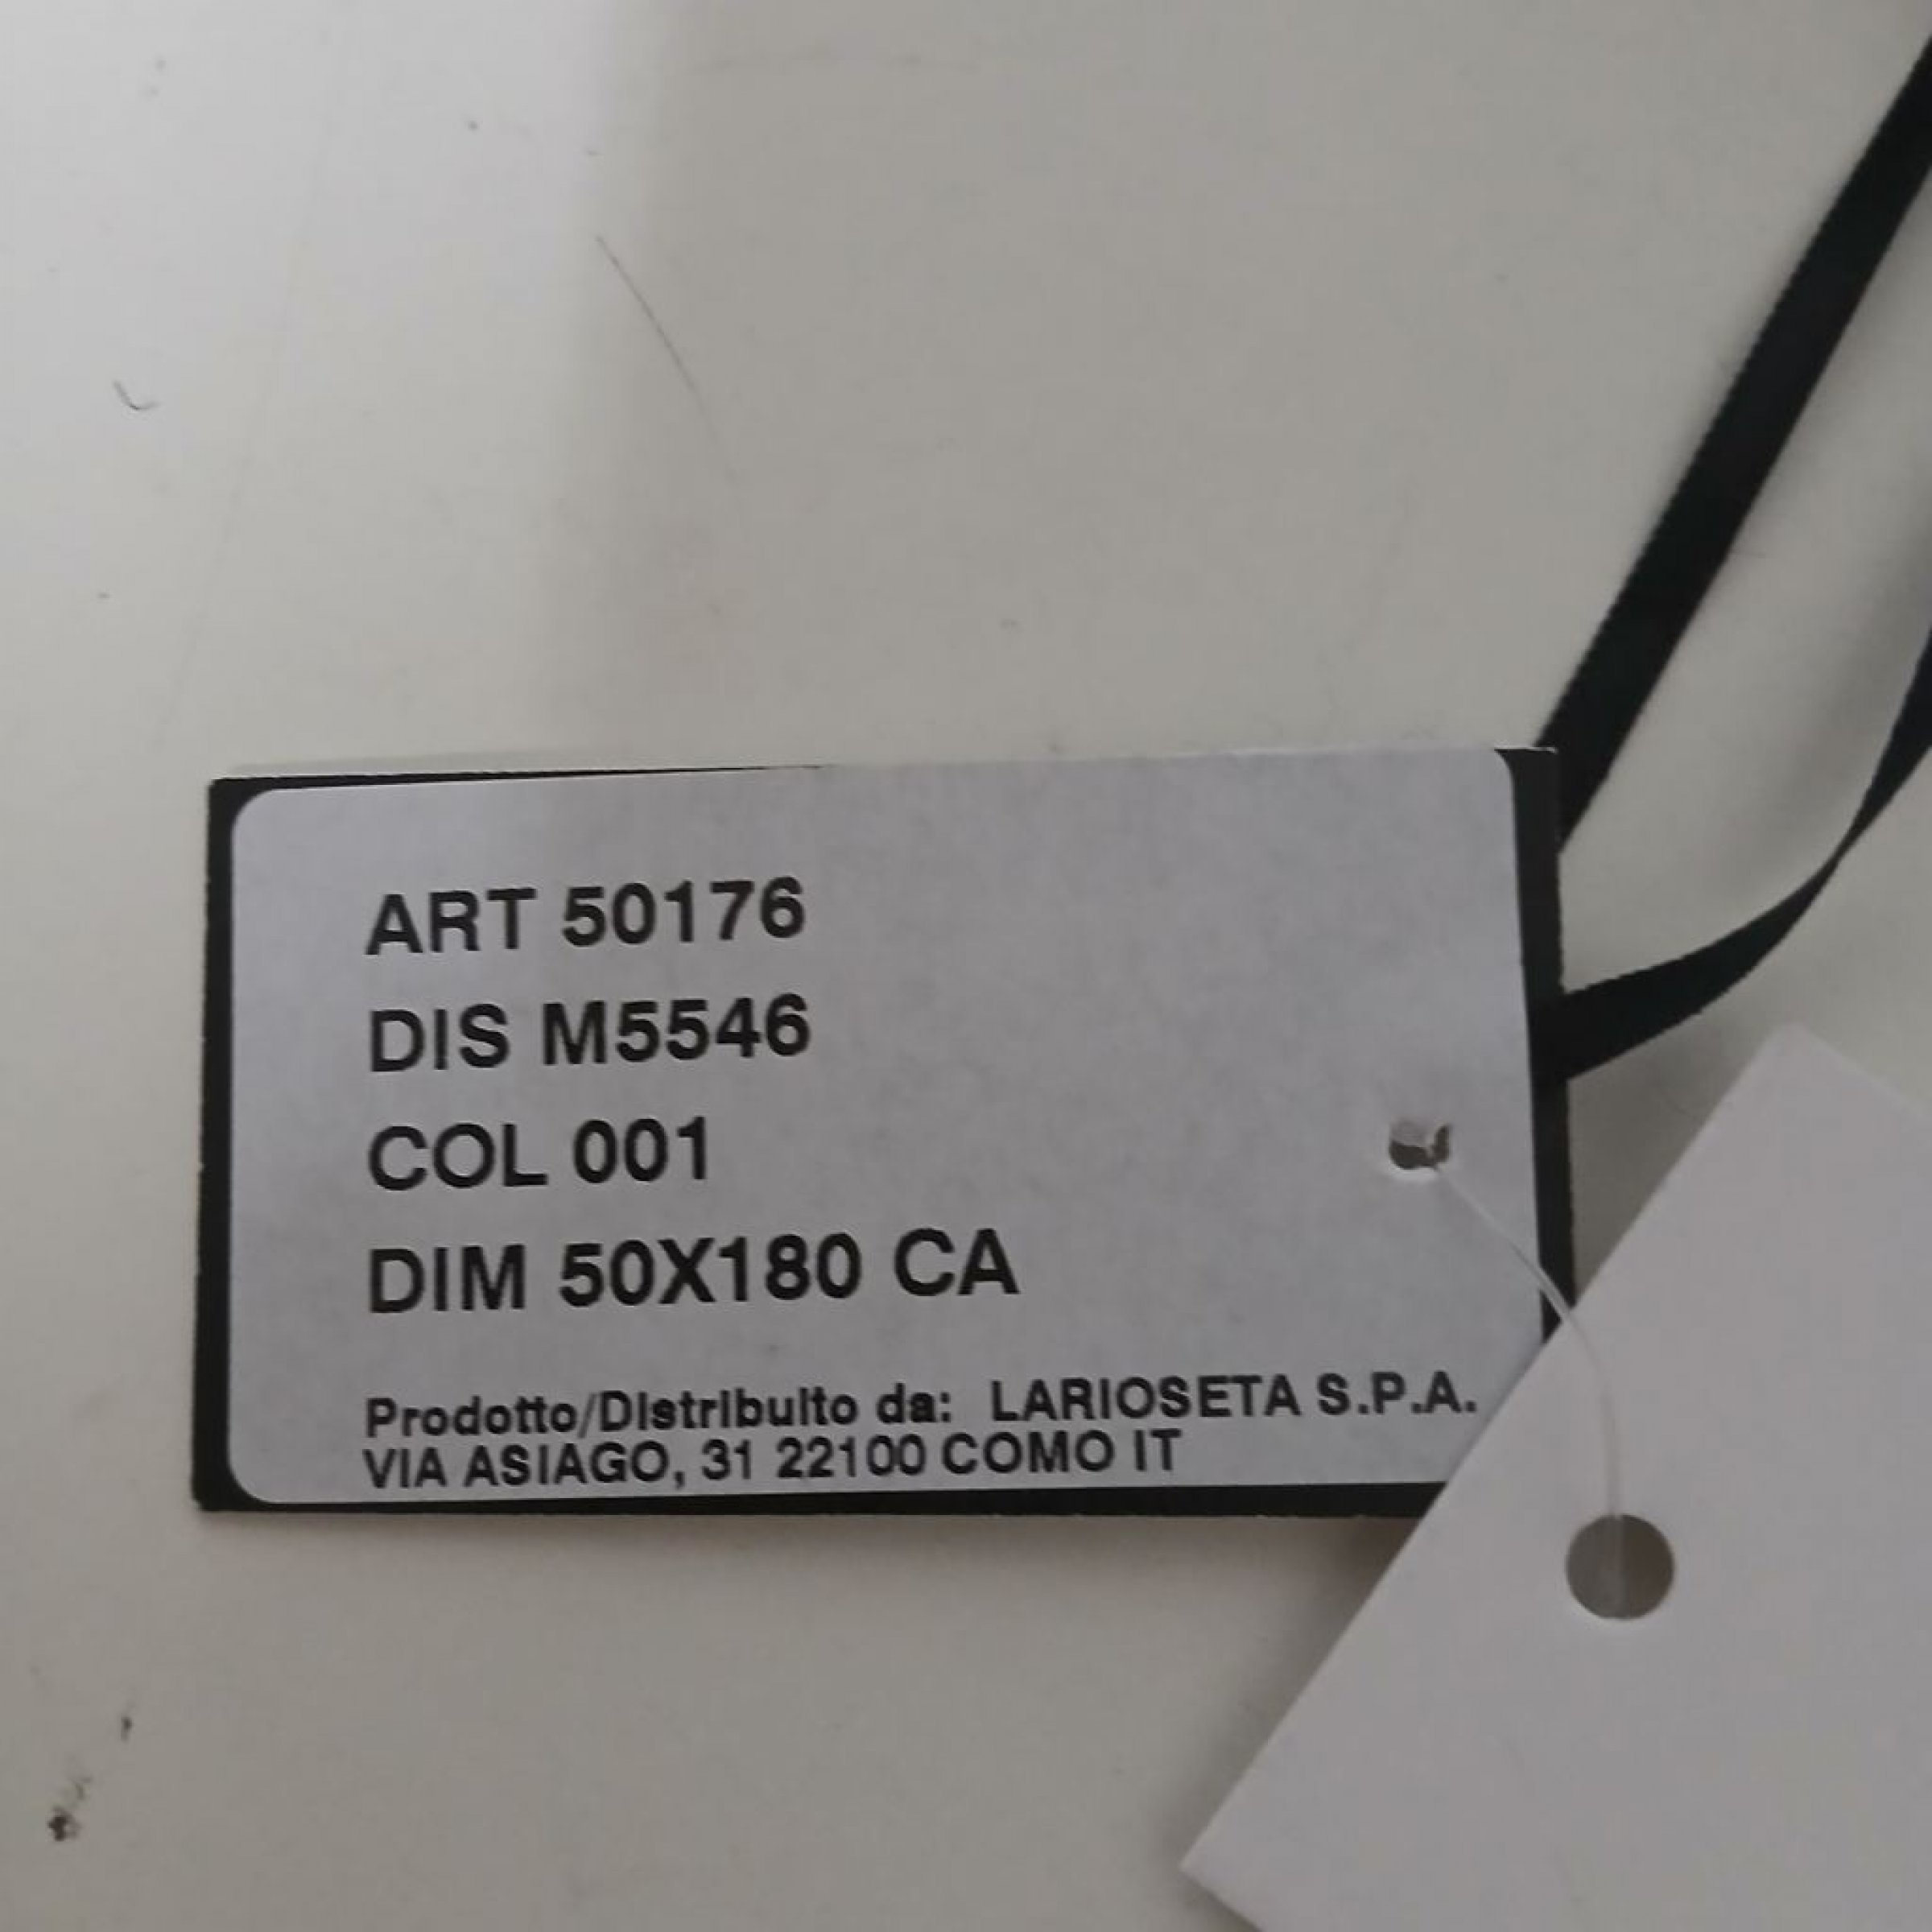 ART 50176
DIS M5546
COL 001
DIM 50X180 CA
Prodotto/Distribuito da: LARIOSETA S.P.A.
VIA ASIAGO, 31 22100 COMO IT